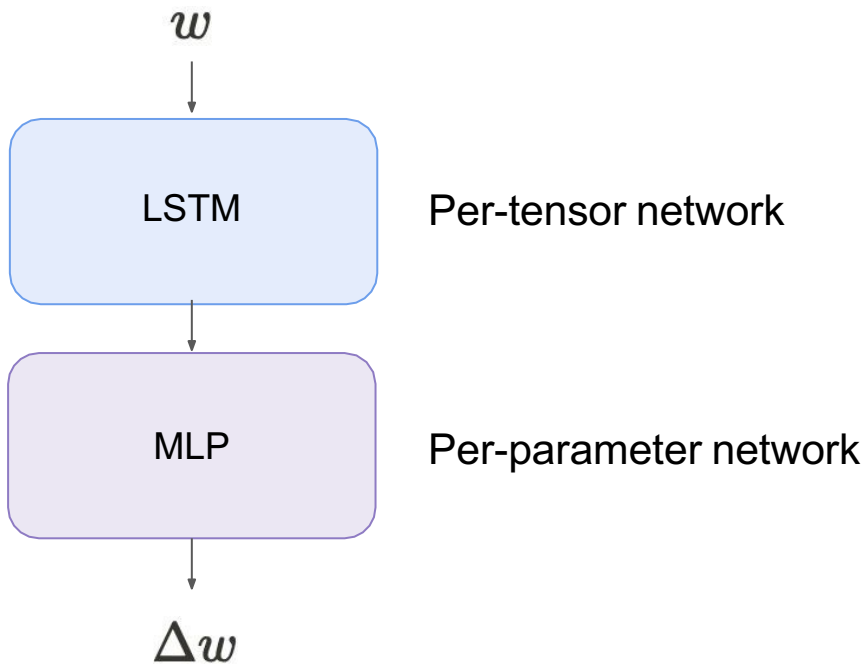 w
LSTM
Per-tensor network
MLP
Per-parameter network
Δw